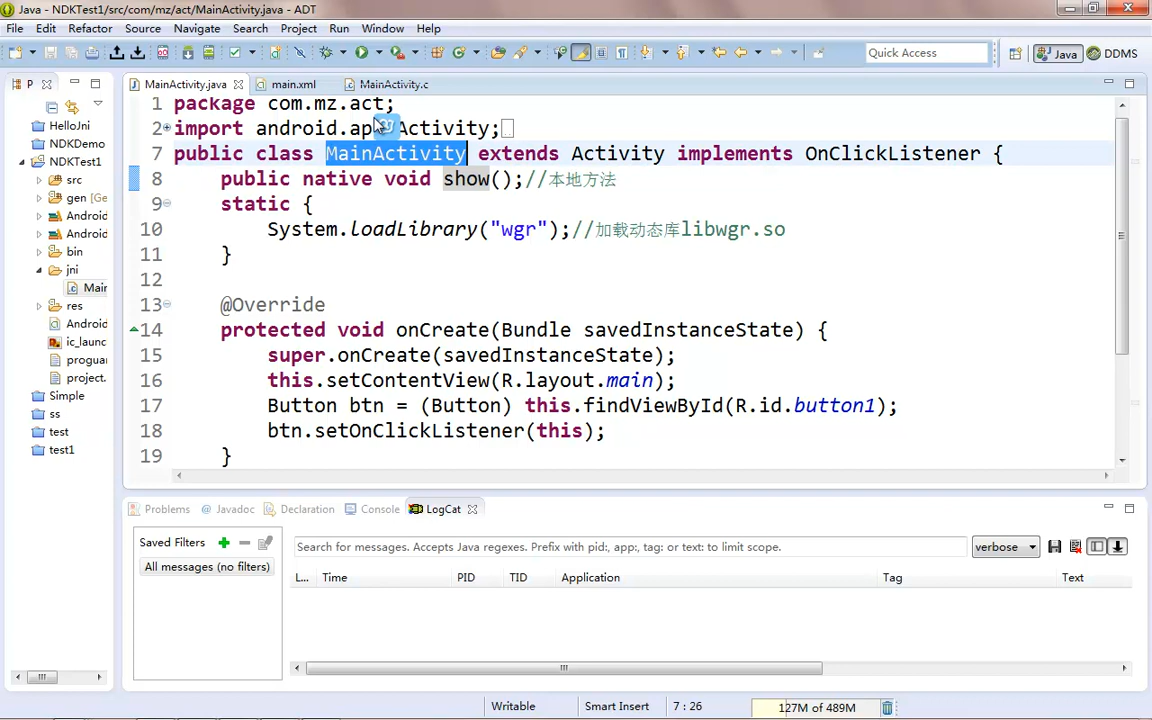 Java - NDKTest1/src/com/mz/act/MainActivity.java - ADT
File Edit Refactor Source Navigate Search Project Run Window Help
Quick Access Java DDMS
P MainActivity.java main.xml MainActivity.c
HelloJni
NDKDemo
NDKTest1
src
gen [Ge
Android
Android
bin
jni
Main
res
Android
ic_launc
proguar
project.
Simple
ss
test
test1
1 package com.mz.act;
2 import android.ap Activity;
7 public class MainActivity extends Activity implements OnClickListener {
8 public native void show();//本地方法
9 static {
10 System.loadLibrary("wgr");//加载动态库libwgr.so
11 }
12
13 @Override
14 protected void onCreate(Bundle savedInstanceState) {
15 super.onCreate(savedInstanceState);
16 this.setContentView(R.layout.main);
17 Button btn = (Button) this.findViewById(R.id.button1);
18 btn.setOnClickListener(this);
19 }
Problems Javadoc Declaration Console LogCat
Saved Filters
All messages (no filters)
Search for messages. Accepts Java regexes. Prefix with pid:, app:, tag: or text: to limit scope.
verbose
L... Time PID TID Application Tag Text
Writable Smart Insert 7 : 26 127M of 489M